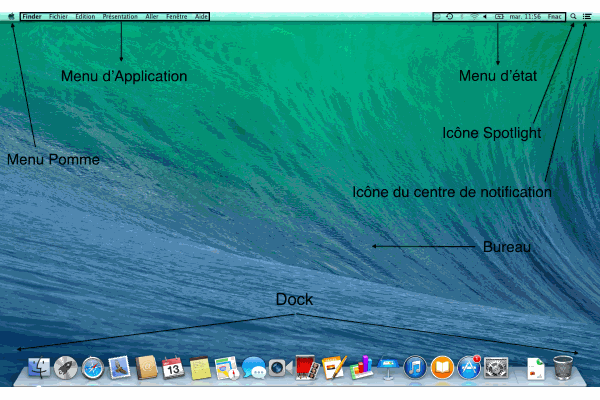 Finder Fichier Edition Présentation Aller Fenêtre Aide mar. 11:56 Fnac
Menu d'Application
Menu d'état
Icône Spotlight
Menu Pomme
Icône du centre de notification
Bureau
Dock
13